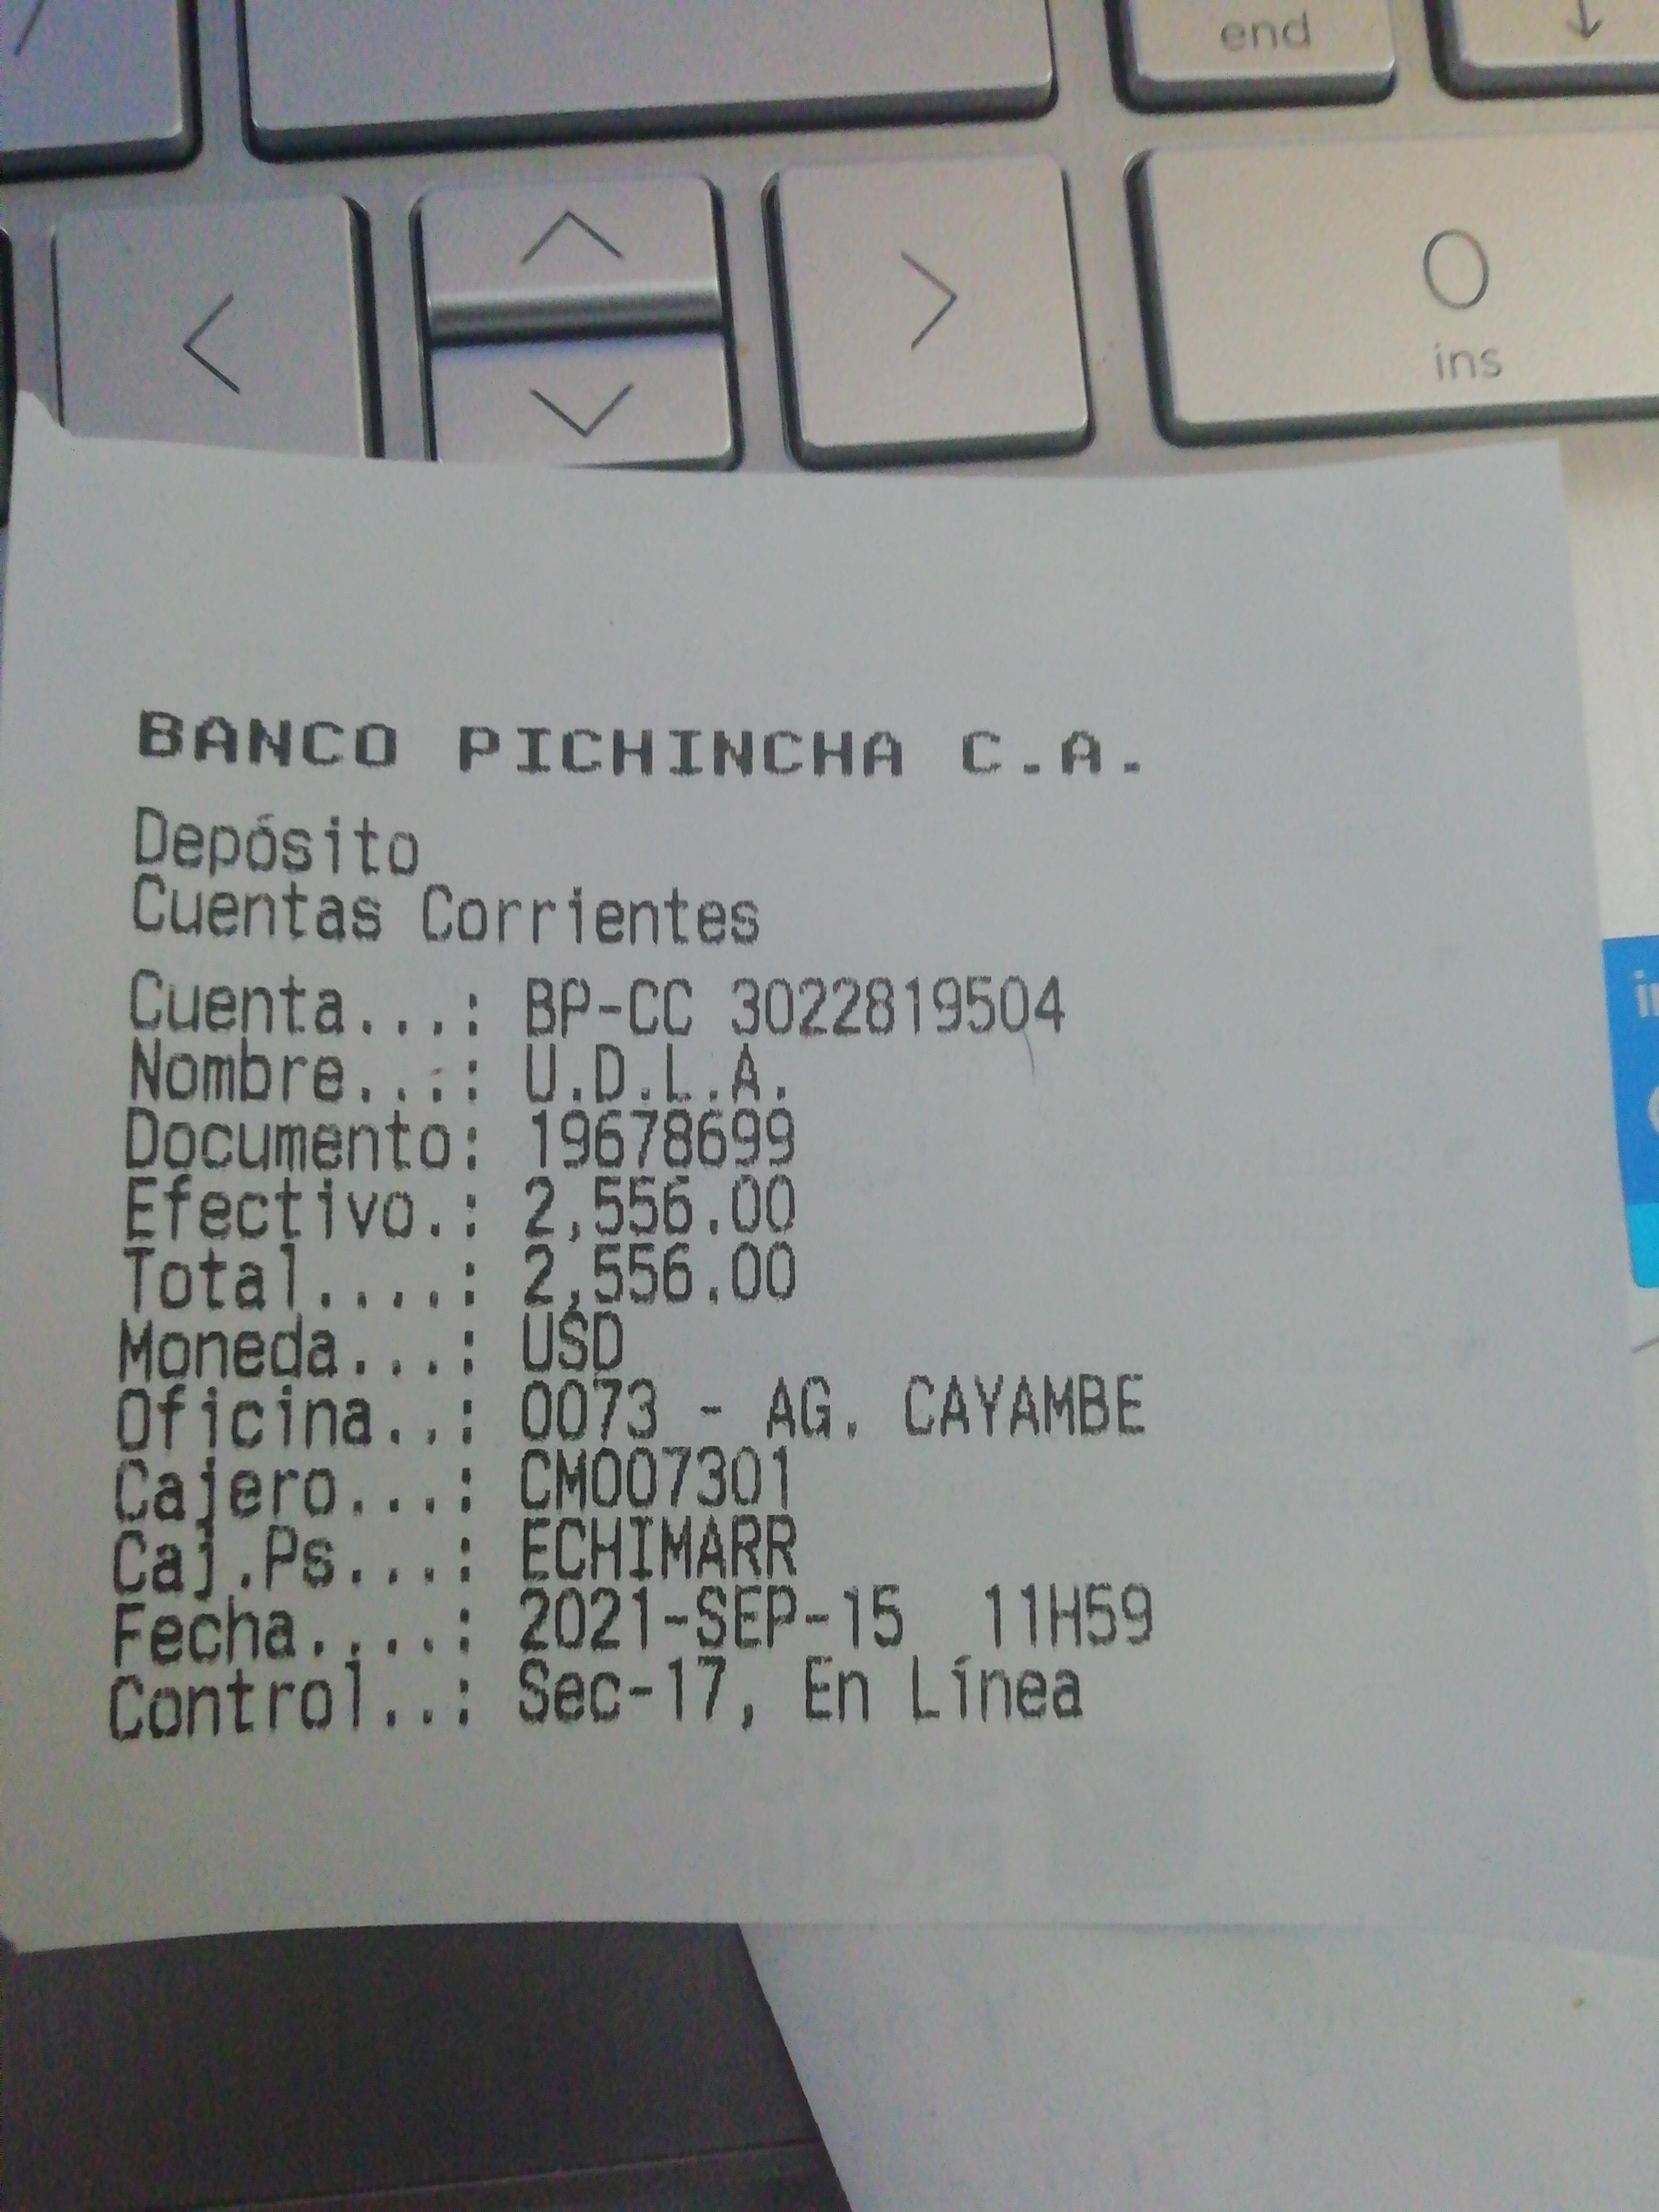 end
O
ins
BANCO PICHINCHA C.A.
Depósito
Cuentas Corrientes
Cuenta...: BP-CC 3022819504
Nombre...: U.D.L.A.
Documento: 19678699
Efectivo.: 2,556.00
Total....: 2,556.00
Moneda...: USD
Oficina..: 0073 - AG. CAYAMBE
Cajero...: CM007301
Caj.Ps...: ECHIMARR
Fecha....: 2021-SEP-15 11H59
Control..: Sec-17, En Línea